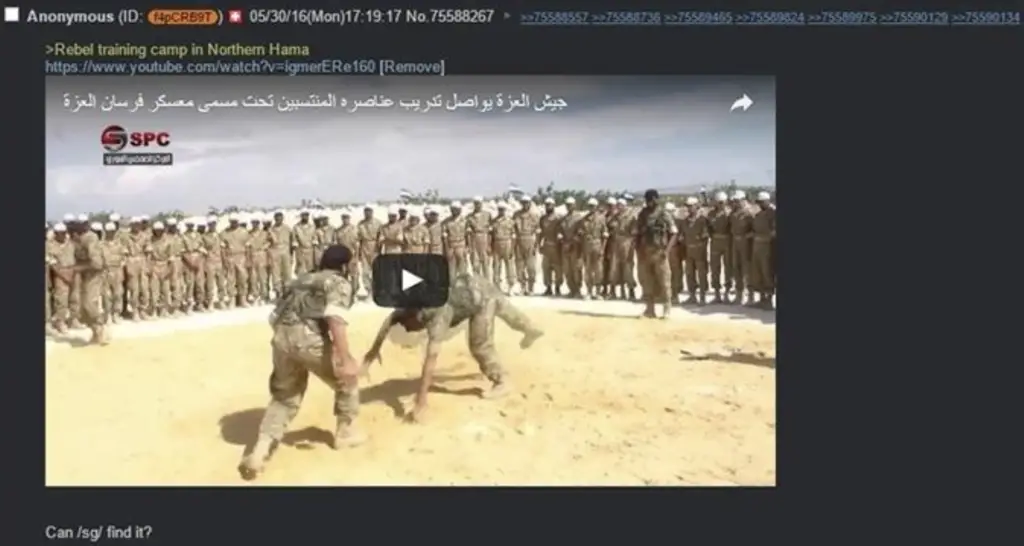 Anonymous (ID: f4pCRB9T) 05/30/16(Mon)17:19:17 No.75588267 >>75588557 >>75588736 >>75589465 >>75589824 >>75589975 >>75590129 >>75590134
>Rebel training camp in Northern Hama
https://www.youtube.com/watch?v=igmerERe160 [Remove]
جيش العزة يواصل تدريب عناصره المنتسبين تحت مسمى معسكر فرسان العزة
SPC
Can /sg/ find it?